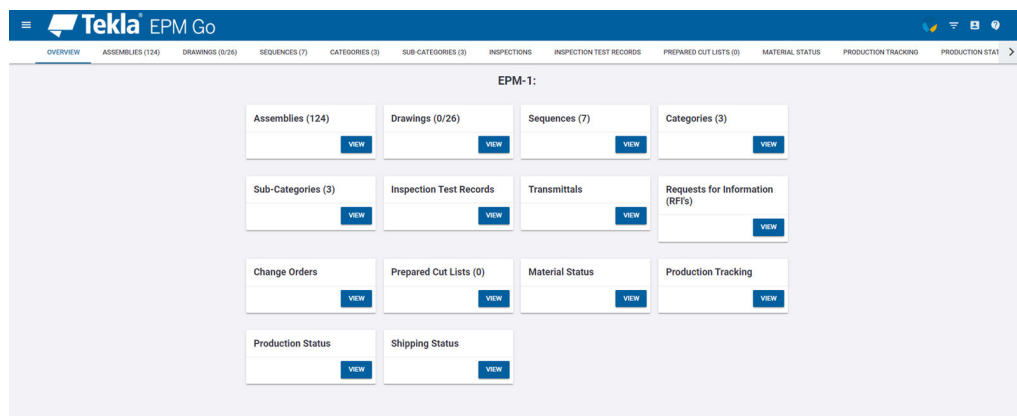 Tekla® EPM Go
OVERVIEW ASSEMBLIES (124) DRAWINGS (0/26) SEQUENCES (7) CATEGORIES (3) SUB-CATEGORIES (3) INSPECTIONS INSPECTION TEST RECORDS PREPARED CUT LISTS (0) MATERIAL STATUS PRODUCTION TRACKING PRODUCTION STAT
EPM-1:
Assemblies (124) Drawings (0/26) Sequences (7) Categories (3)
VIEW VIEW VIEW VIEW
Sub-Categories (3) Inspection Test Records Transmittals Requests for Information
(RFI's)
VIEW VIEW VIEW VIEW
Change Orders Prepared Cut Lists (0) Material Status Production Tracking
VIEW VIEW VIEW VIEW
Production Status Shipping Status
VIEW VIEW